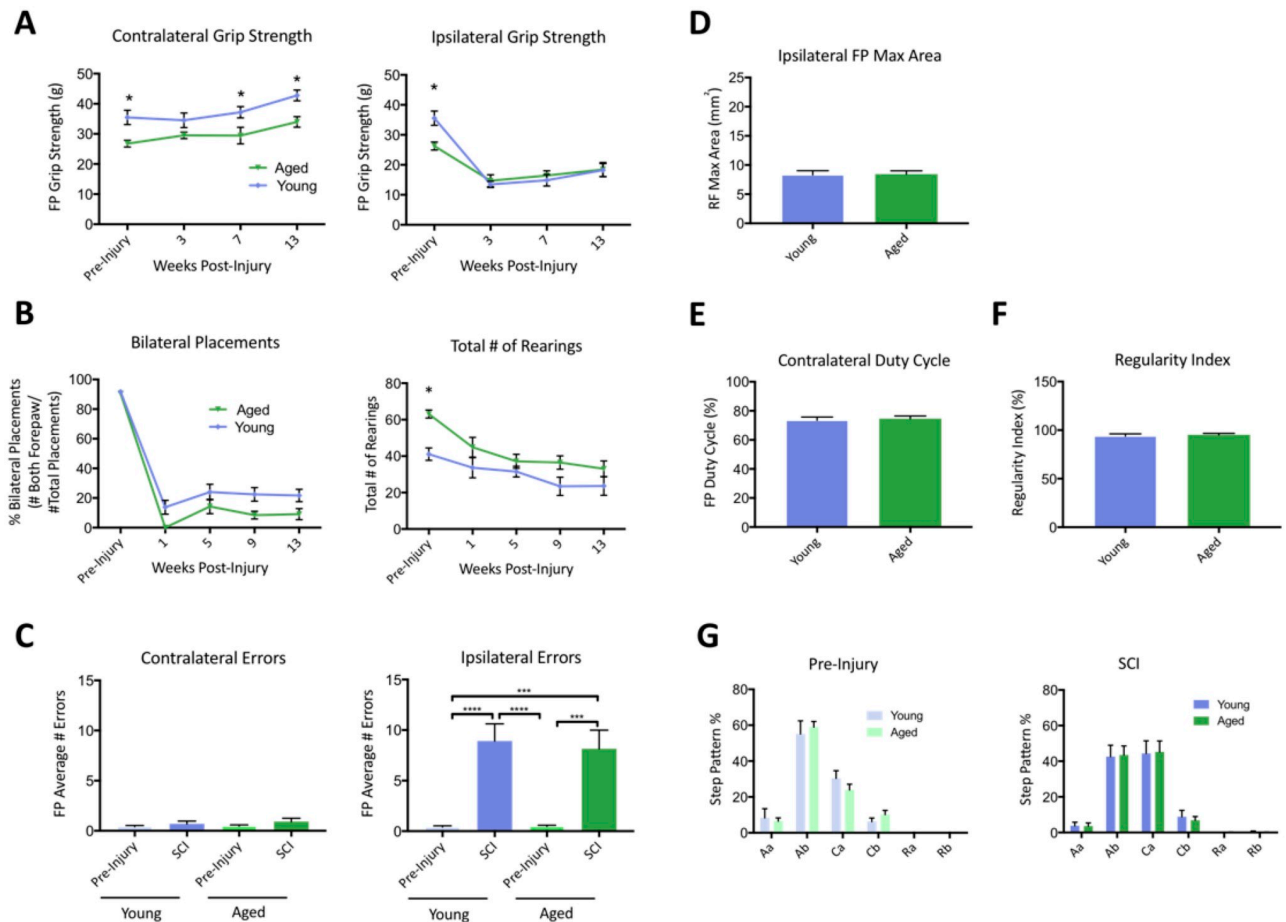 A
Contralateral Grip Strength
FP Grip Strength (g)
50
40
30
20
10
0
*
*
*
Aged
Young
Pre-Injury
3
7
13
Weeks Post-Injury
Ipsilateral Grip Strength
FP Grip Strength (g)
50
40
30
20
10
0
*
Pre-Injury
3
7
13
Weeks Post-Injury
D
Ipsilateral FP Max Area
RF Max Area (mm²)
25
20
15
10
5
0
Young
Aged
B
Bilateral Placements
% Bilateral Placements
(# Both Forepaw/
#Total Placements)
100
80
60
40
20
0
Aged
Young
Pre-Injury
1
5
9
13
Weeks Post-Injury
Total # of Rearings
Total # of Rearings
80
60
40
20
0
*
Pre-Injury
1
5
9
13
Weeks Post-Injury
E
Contralateral Duty Cycle
FP Duty Cycle (%)
100
80
60
40
20
0
Young
Aged
F
Regularity Index
Regularity Index (%)
150
100
50
0
Young
Aged
C
Contralateral Errors
FP Average # Errors
15
10
5
0
Pre-Injury
SCI
Pre-Injury
SCI
Young
Aged
Ipsilateral Errors
FP Average # Errors
15
10
5
0
***
****
****
***
Pre-Injury
SCI
Pre-Injury
SCI
Young
Aged
G
Pre-Injury
Step Pattern %
80
60
40
20
0
Young
Aged
Aa
Ab
Ca
Cb
Ra
Rb
SCI
Step Pattern %
80
60
40
20
0
Young
Aged
Aa
Ab
Ca
Cb
Ra
Rb